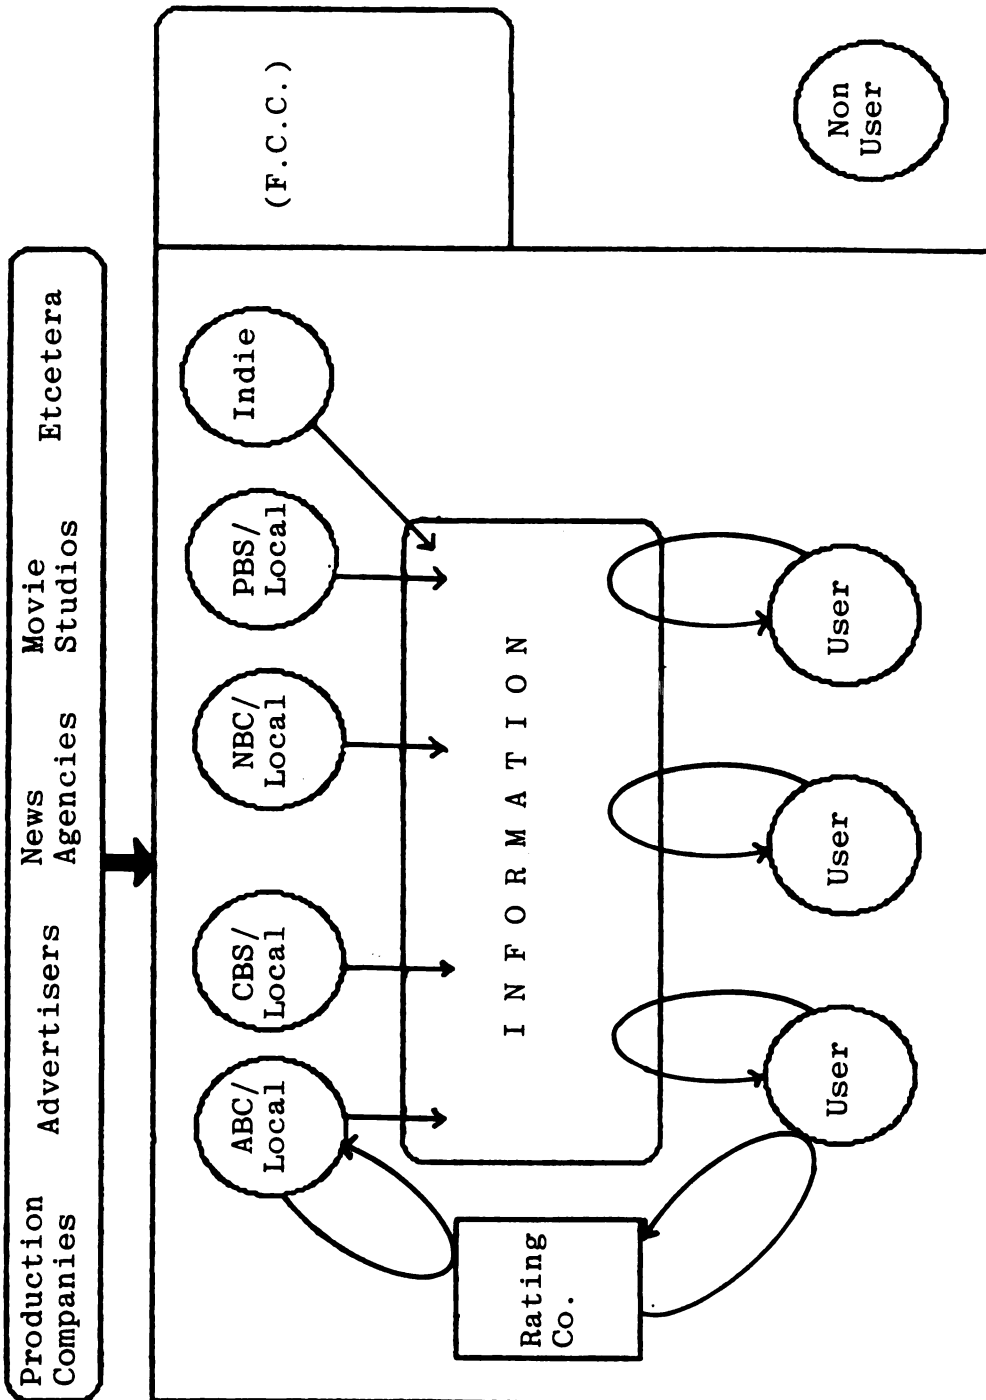 Production
Companies
Advertisers
News
Agencies
Movie
Studios
Etcetera
(F.C.C.)
ABC/
Local
CBS/
Local
NBC/
Local
PBS/
Local
Indie
INFORMATION
Rating
Co.
User
User
User
Non
User